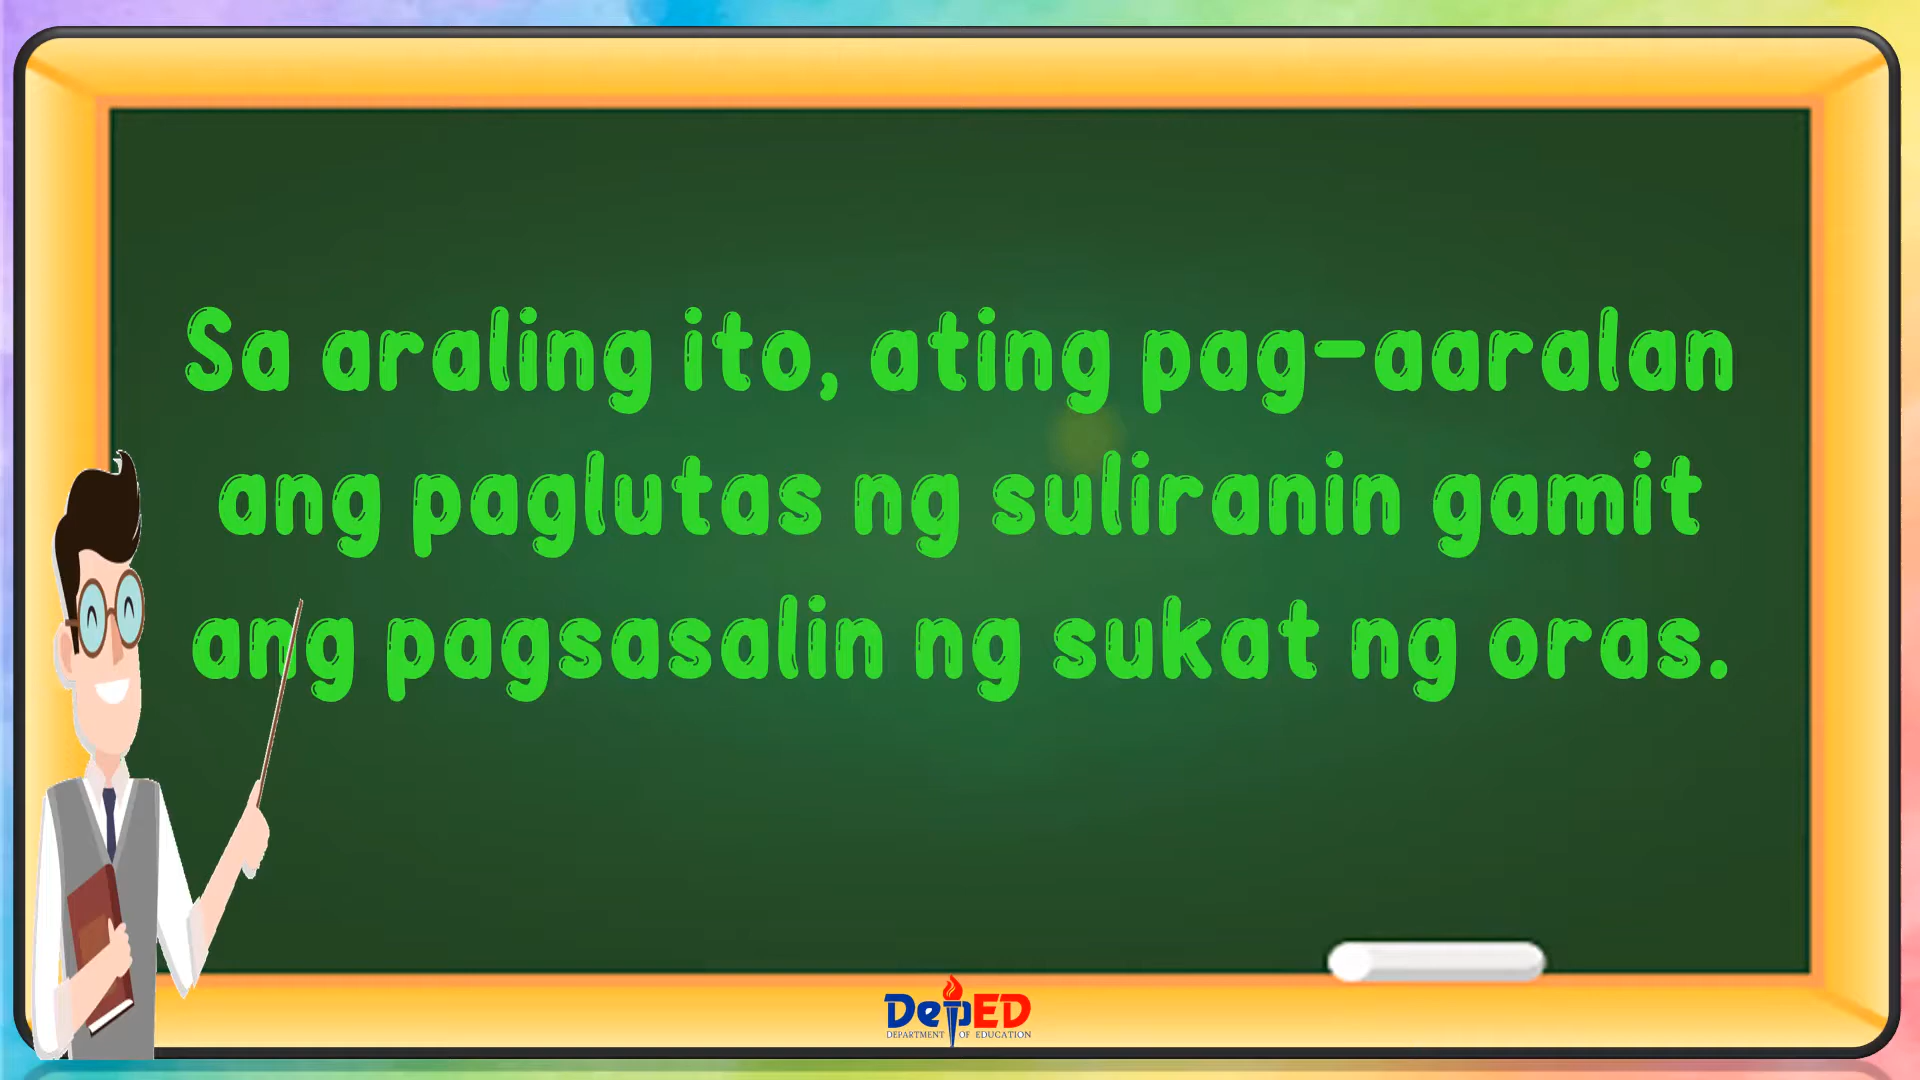 Sa araling ito, ating pag-aaralan
ang paglutas ng suliranin gamit
ang pagsasalin ng sukat ng oras.
DepED
DEPARTMENT OF EDUCATION